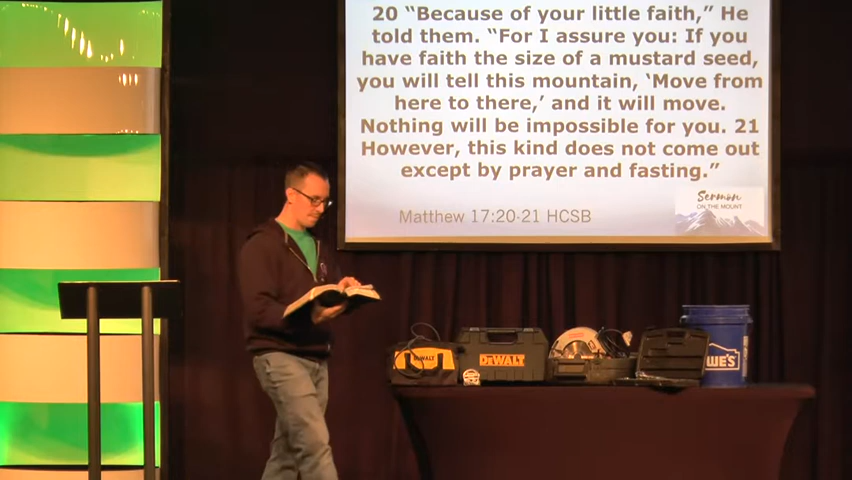 20 “Because of your little faith,” He
told them. “For I assure you: If you
have faith the size of a mustard seed,
you will tell this mountain, ‘Move from
here to there,’ and it will move.
Nothing will be impossible for you. 21
However, this kind does not come out
except by prayer and fasting.”
Sermon
ON THE MOUNT
Matthew 17:20-21 HCSB
DEWALT
DEWALT
WE'S